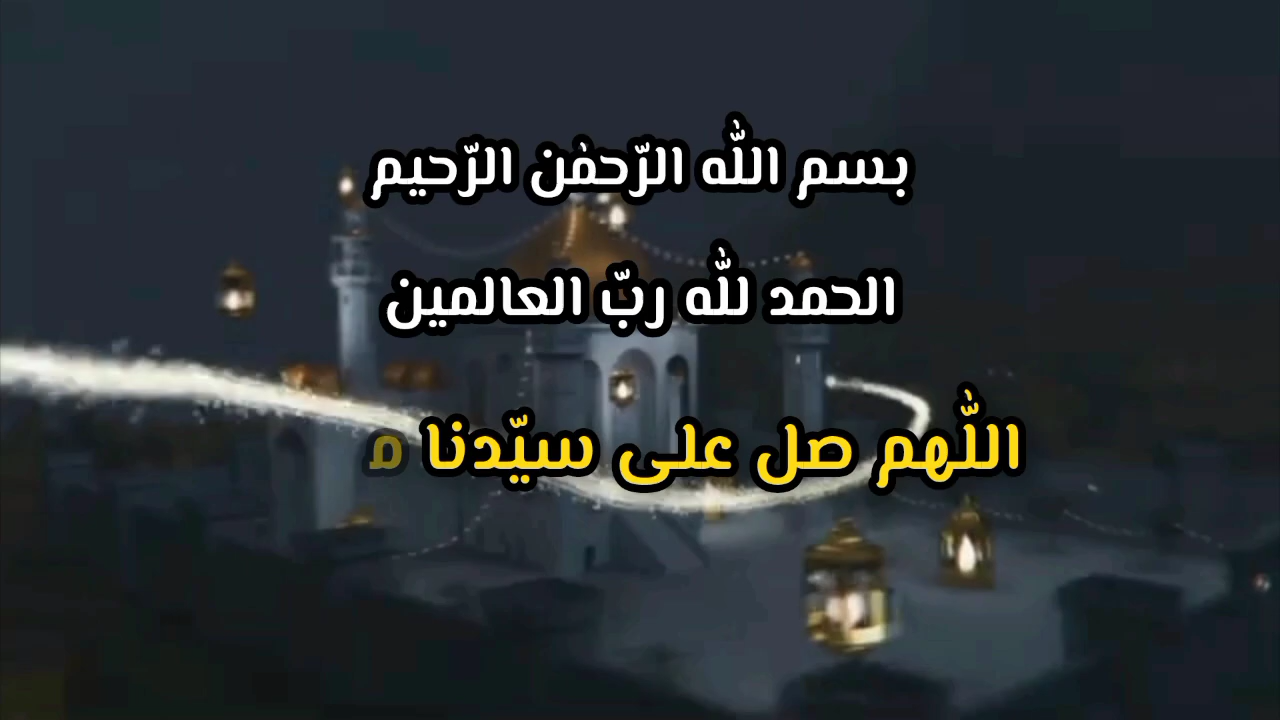 بسم اللّٰه الرّحمٰن الرّحيم
الحمد للّٰه ربّ العالمين
اللّٰهم صل على سيّدنا م